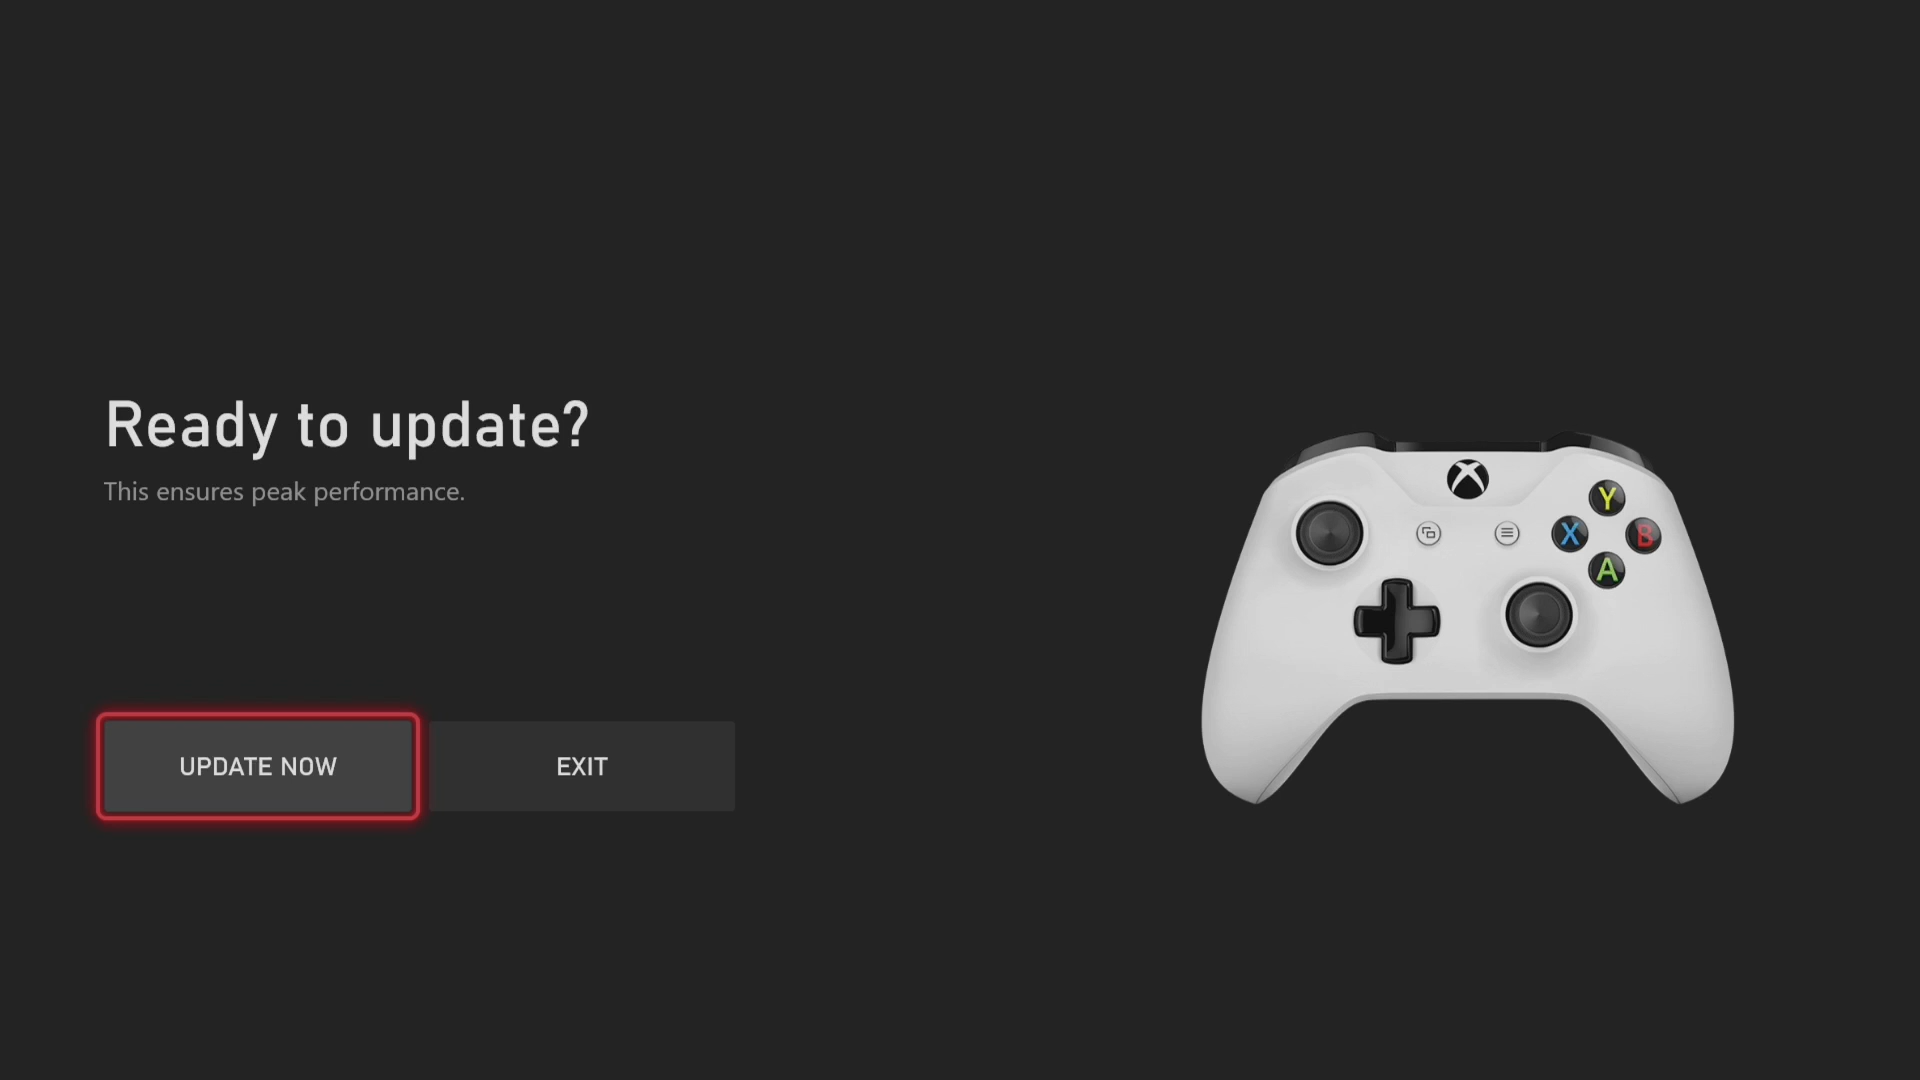 Ready to update?
This ensures peak performance.
UPDATE NOW
EXIT
Y
X
B
A